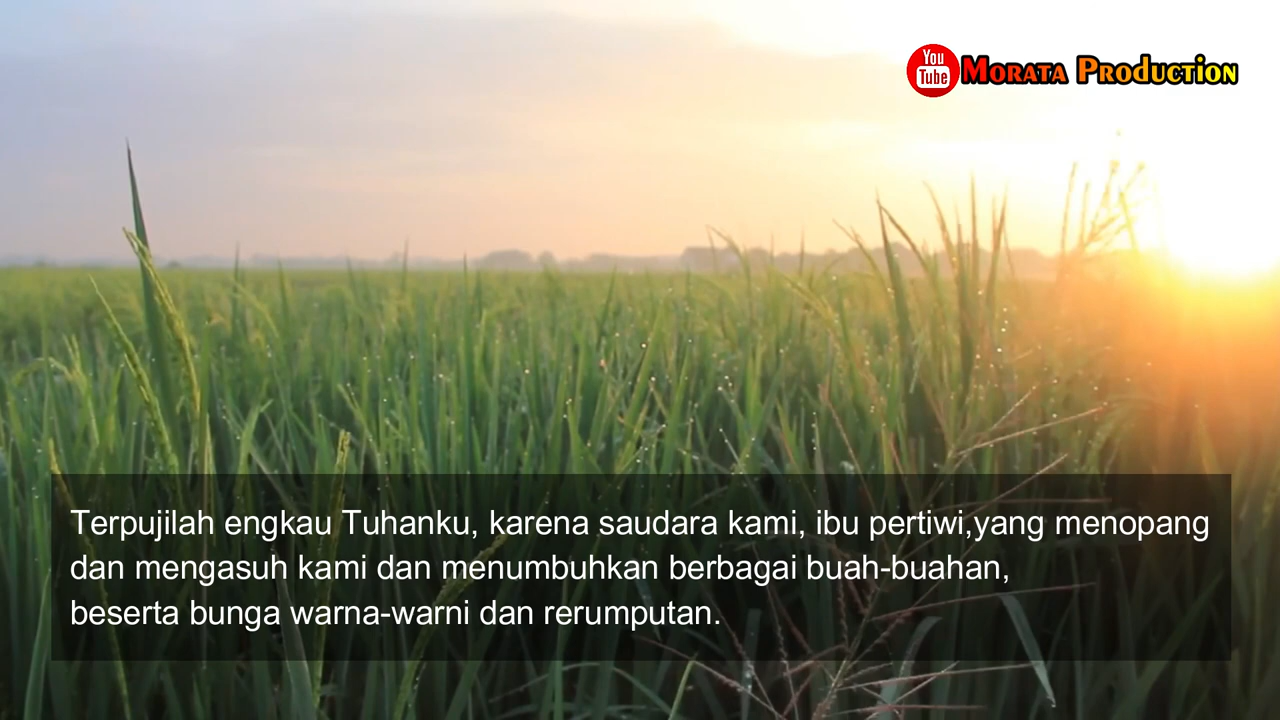 You
Tube
MORATA PRODUCTION
Terpujilah engkau Tuhanku, karena saudara kami, ibu pertiwi,yang menopang
dan mengasuh kami dan menumbuhkan berbagai buah-buahan,
beserta bunga warna-warni dan rerumputan.